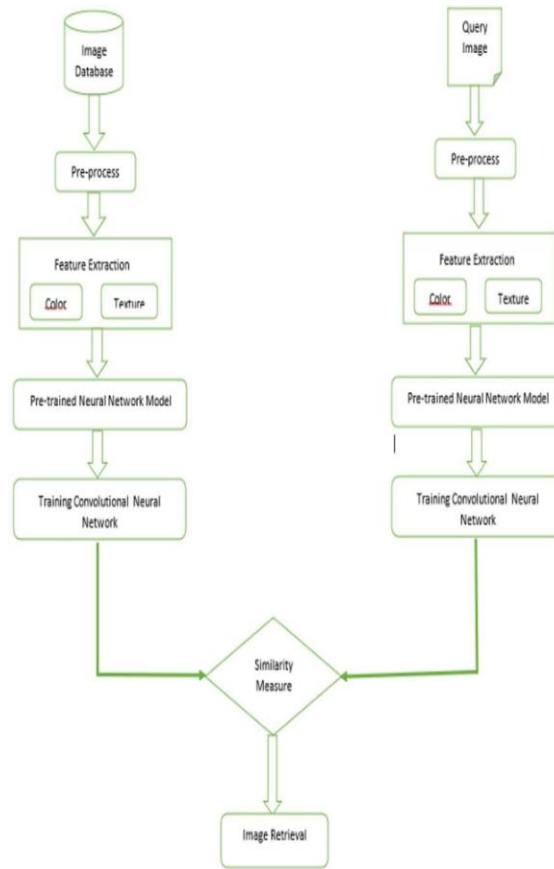 Image
Database
Pre-process
Feature Extraction
Color
Texture
Pre-trained Neural Network Model
Training Convolutional Neural
Network
Query
Image
Pre-process
Feature Extraction
Color
Texture
Pre-trained Neural Network Model
Training Convolutional Neural
Network
Similarity
Measure
Image Retrieval